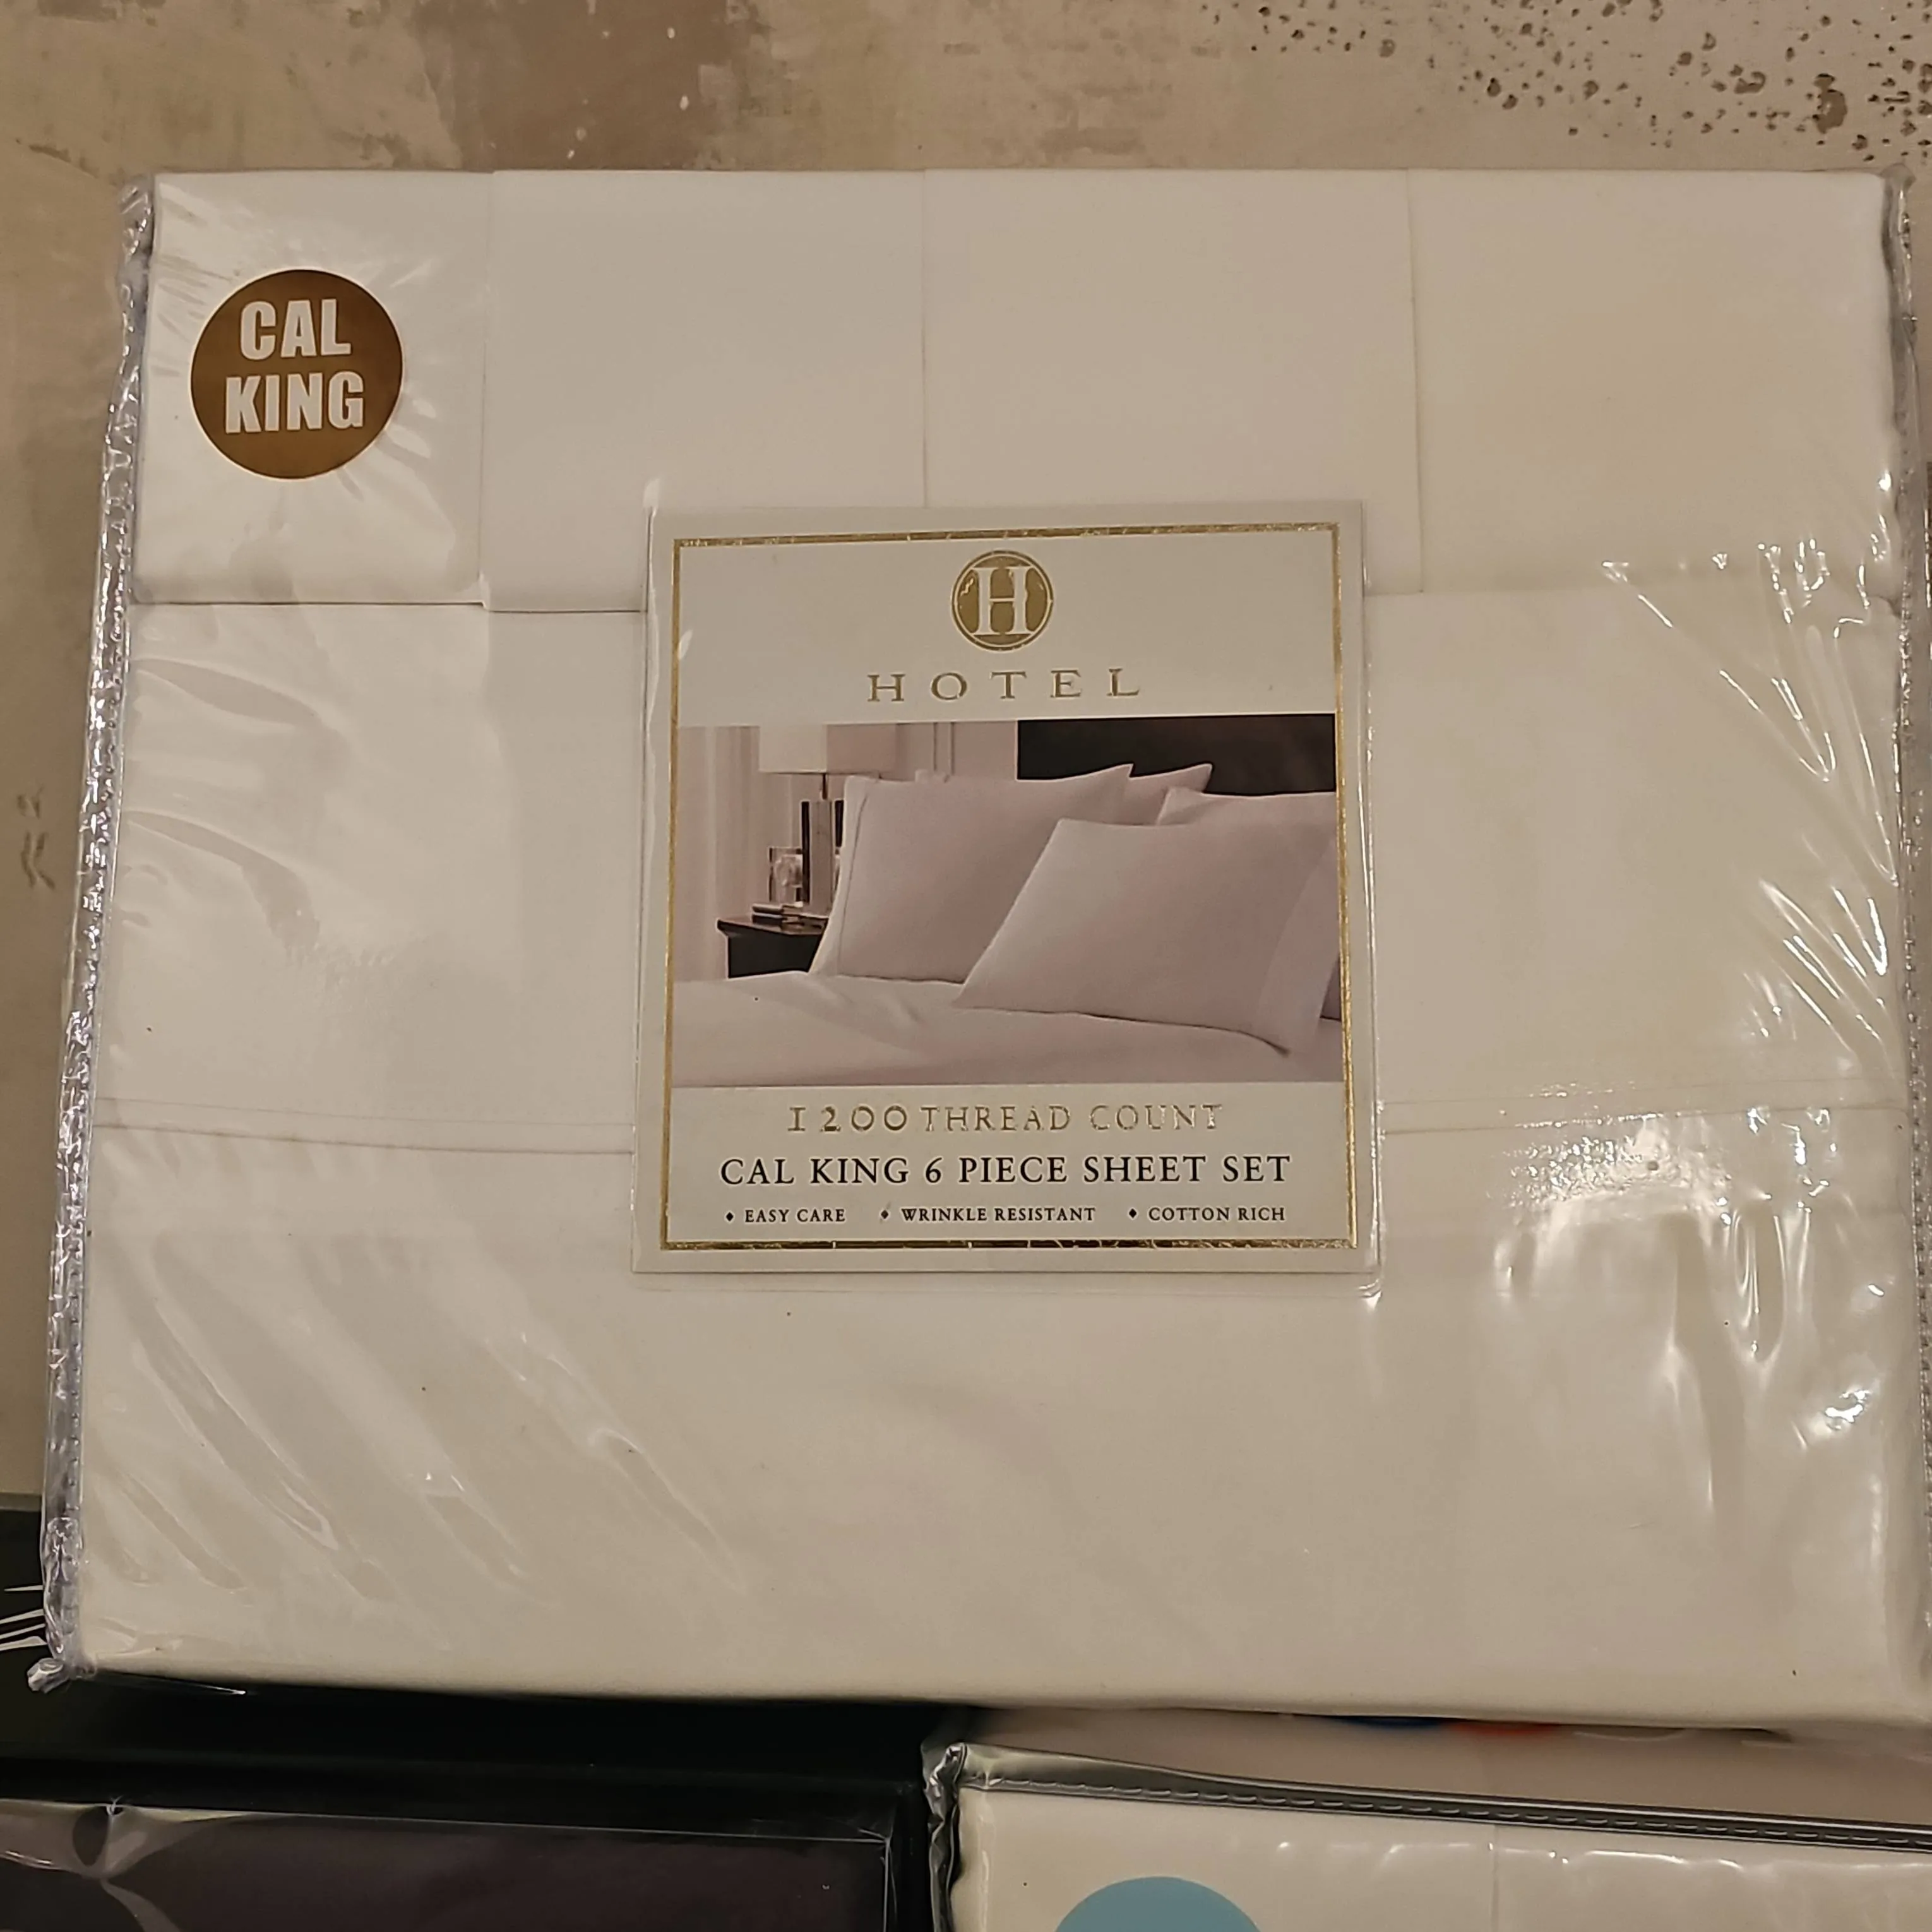 CAL
KING
H
HOTEL
1200 THREAD COUNT
CAL KING 6 PIECE SHEET SET
♦ EASY CARE ♦ WRINKLE RESISTANT ♦ COTTON RICH